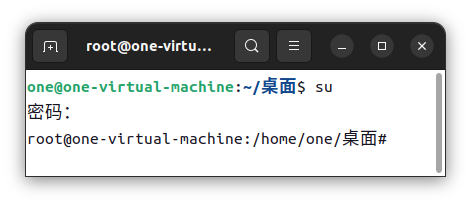 root@one-virtu...
one@one-virtual-machine:~/桌面$ su
密码：
root@one-virtual-machine:/home/one/桌面#